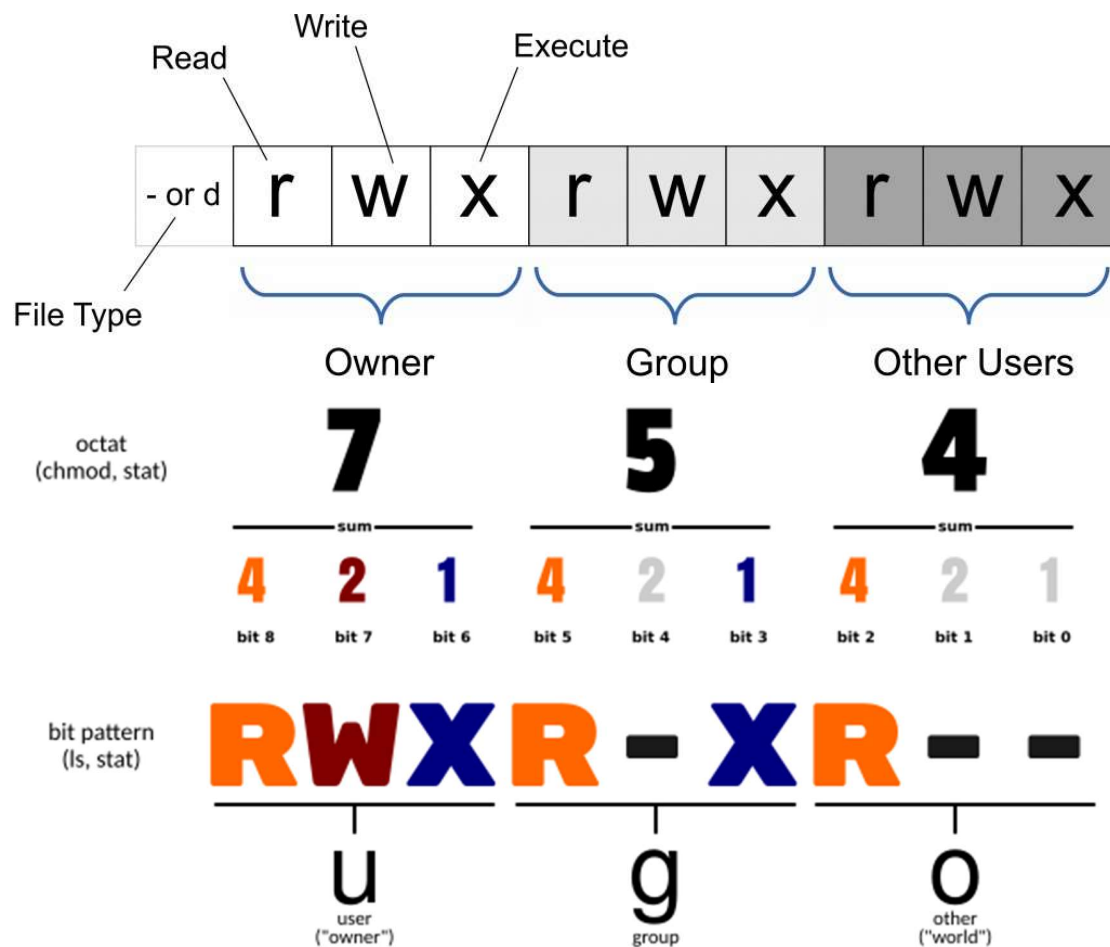 Write
Read
Execute
- or d r w x r w x r w x
File Type
Owner Group Other Users
octat
(chmod, stat)
7 5 4
sum sum sum
4 2 1 4 2 1 4 2 1
bit 8 bit 7 bit 6 bit 5 bit 4 bit 3 bit 2 bit 1 bit 0
bit pattern
(ls, stat)
R W X R - X R - -
u g o
user group other
("owner") ("world")